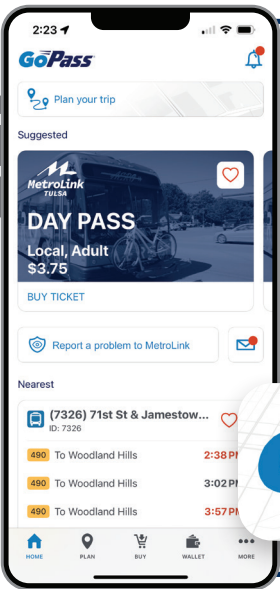 2:23
GoPass
Plan your trip
Suggested
MetroLink
TULSA
DAY PASS
Local, Adult
$3.75
BUY TICKET
Report a problem to MetroLink
Nearest
(7326) 71st St & Jamestow...
ID: 7326
490 To Woodland Hills 2:38 PM
490 To Woodland Hills 3:02 PM
490 To Woodland Hills 3:57 PM
HOME PLAN BUY WALLET MORE